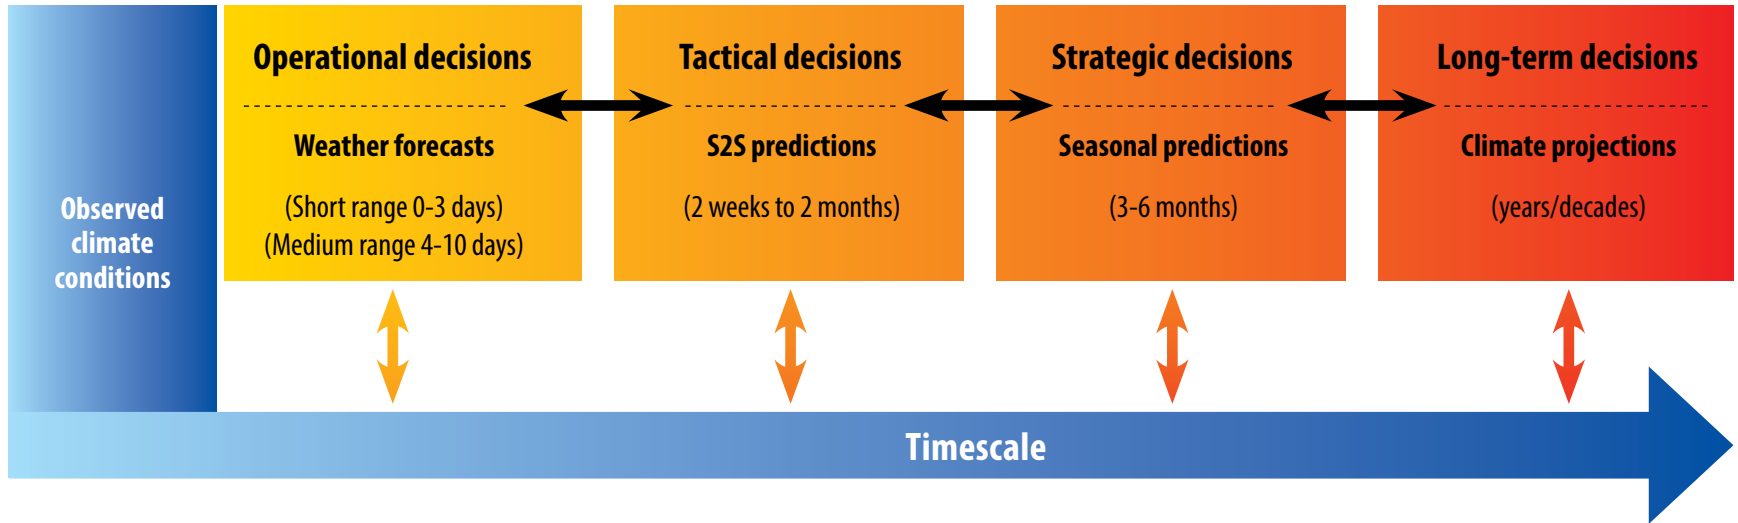 Observed
climate
conditions
Operational decisions
Weather forecasts
(Short range 0-3 days)
(Medium range 4-10 days)
Tactical decisions
S2S predictions
(2 weeks to 2 months)
Strategic decisions
Seasonal predictions
(3-6 months)
Long-term decisions
Climate projections
(years/decades)
Timescale